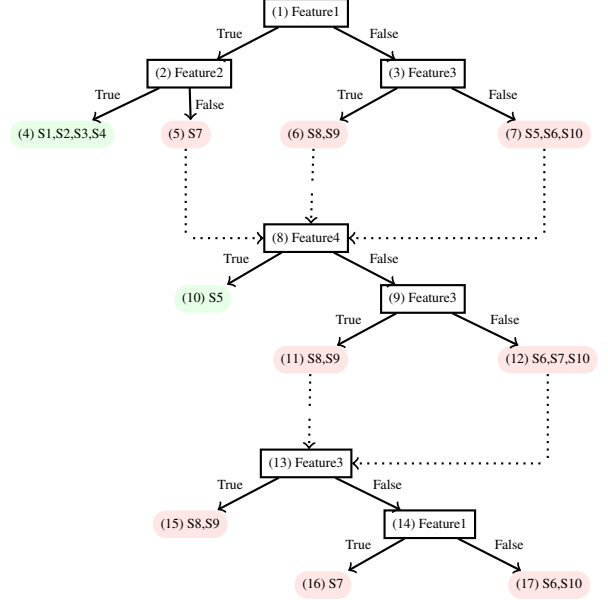 (1) Feature1
True
False
(2) Feature2
(3) Feature3
True
False
True
False
(4) S1,S2,S3,S4
(5) S7
(6) S8,S9
(7) S5,S6,S10
(8) Feature4
True
False
(10) S5
(9) Feature3
True
False
(11) S8,S9
(12) S6,S7,S10
(13) Feature3
True
False
(15) S8,S9
(14) Feature1
True
False
(16) S7
(17) S6,S10